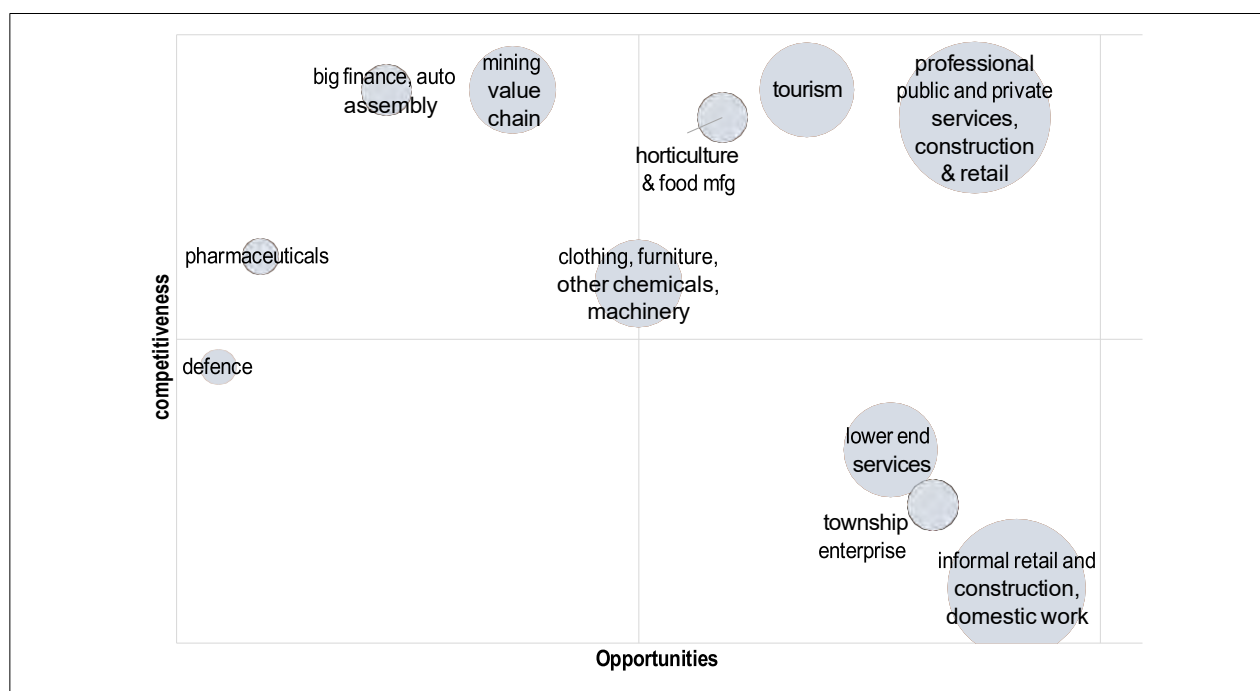 big finance, auto
assembly
mining
value
chain
tourism
professional
public and private
services,
construction
& retail
horticulture
& food mfg
pharmaceuticals
clothing, furniture,
other chemicals,
machinery
competitiveness
defence
lower end
services
township
enterprise
informal retail and
construction,
domestic work
Opportunities